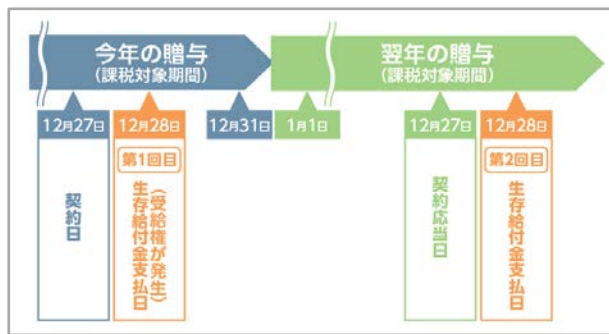 今年の贈与
(課税対象期間)
翌年の贈与
(課税対象期間)
12月27日
12月28日
12月31日
1月1日
12月27日
12月28日
契約日
第1回目
(受給権が発生)
生存給付金支払日
契約応当日
第2回目
生存給付金支払日